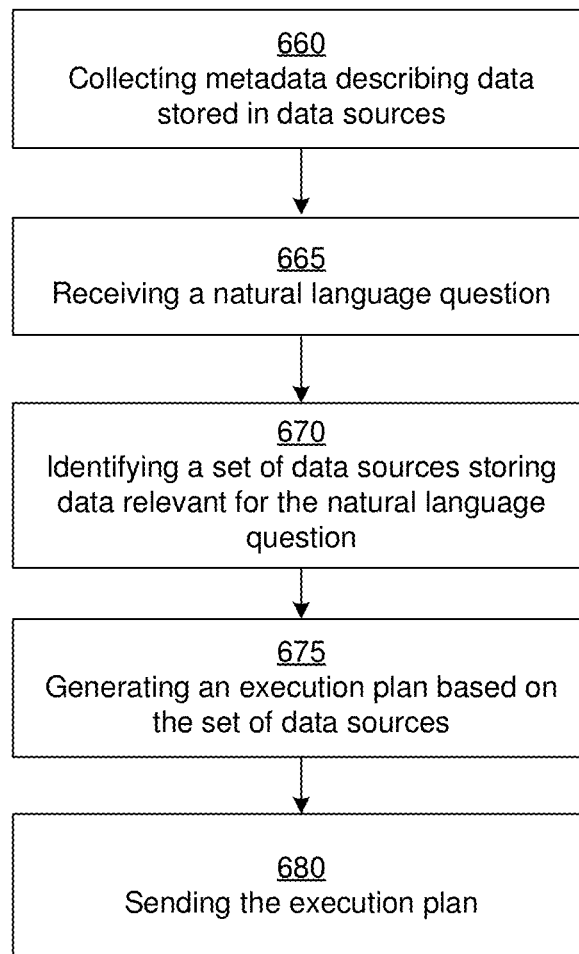 660
Collecting metadata describing data
stored in data sources
665
Receiving a natural language question
670
Identifying a set of data sources storing
data relevant for the natural language
question
675
Generating an execution plan based on
the set of data sources
680
Sending the execution plan